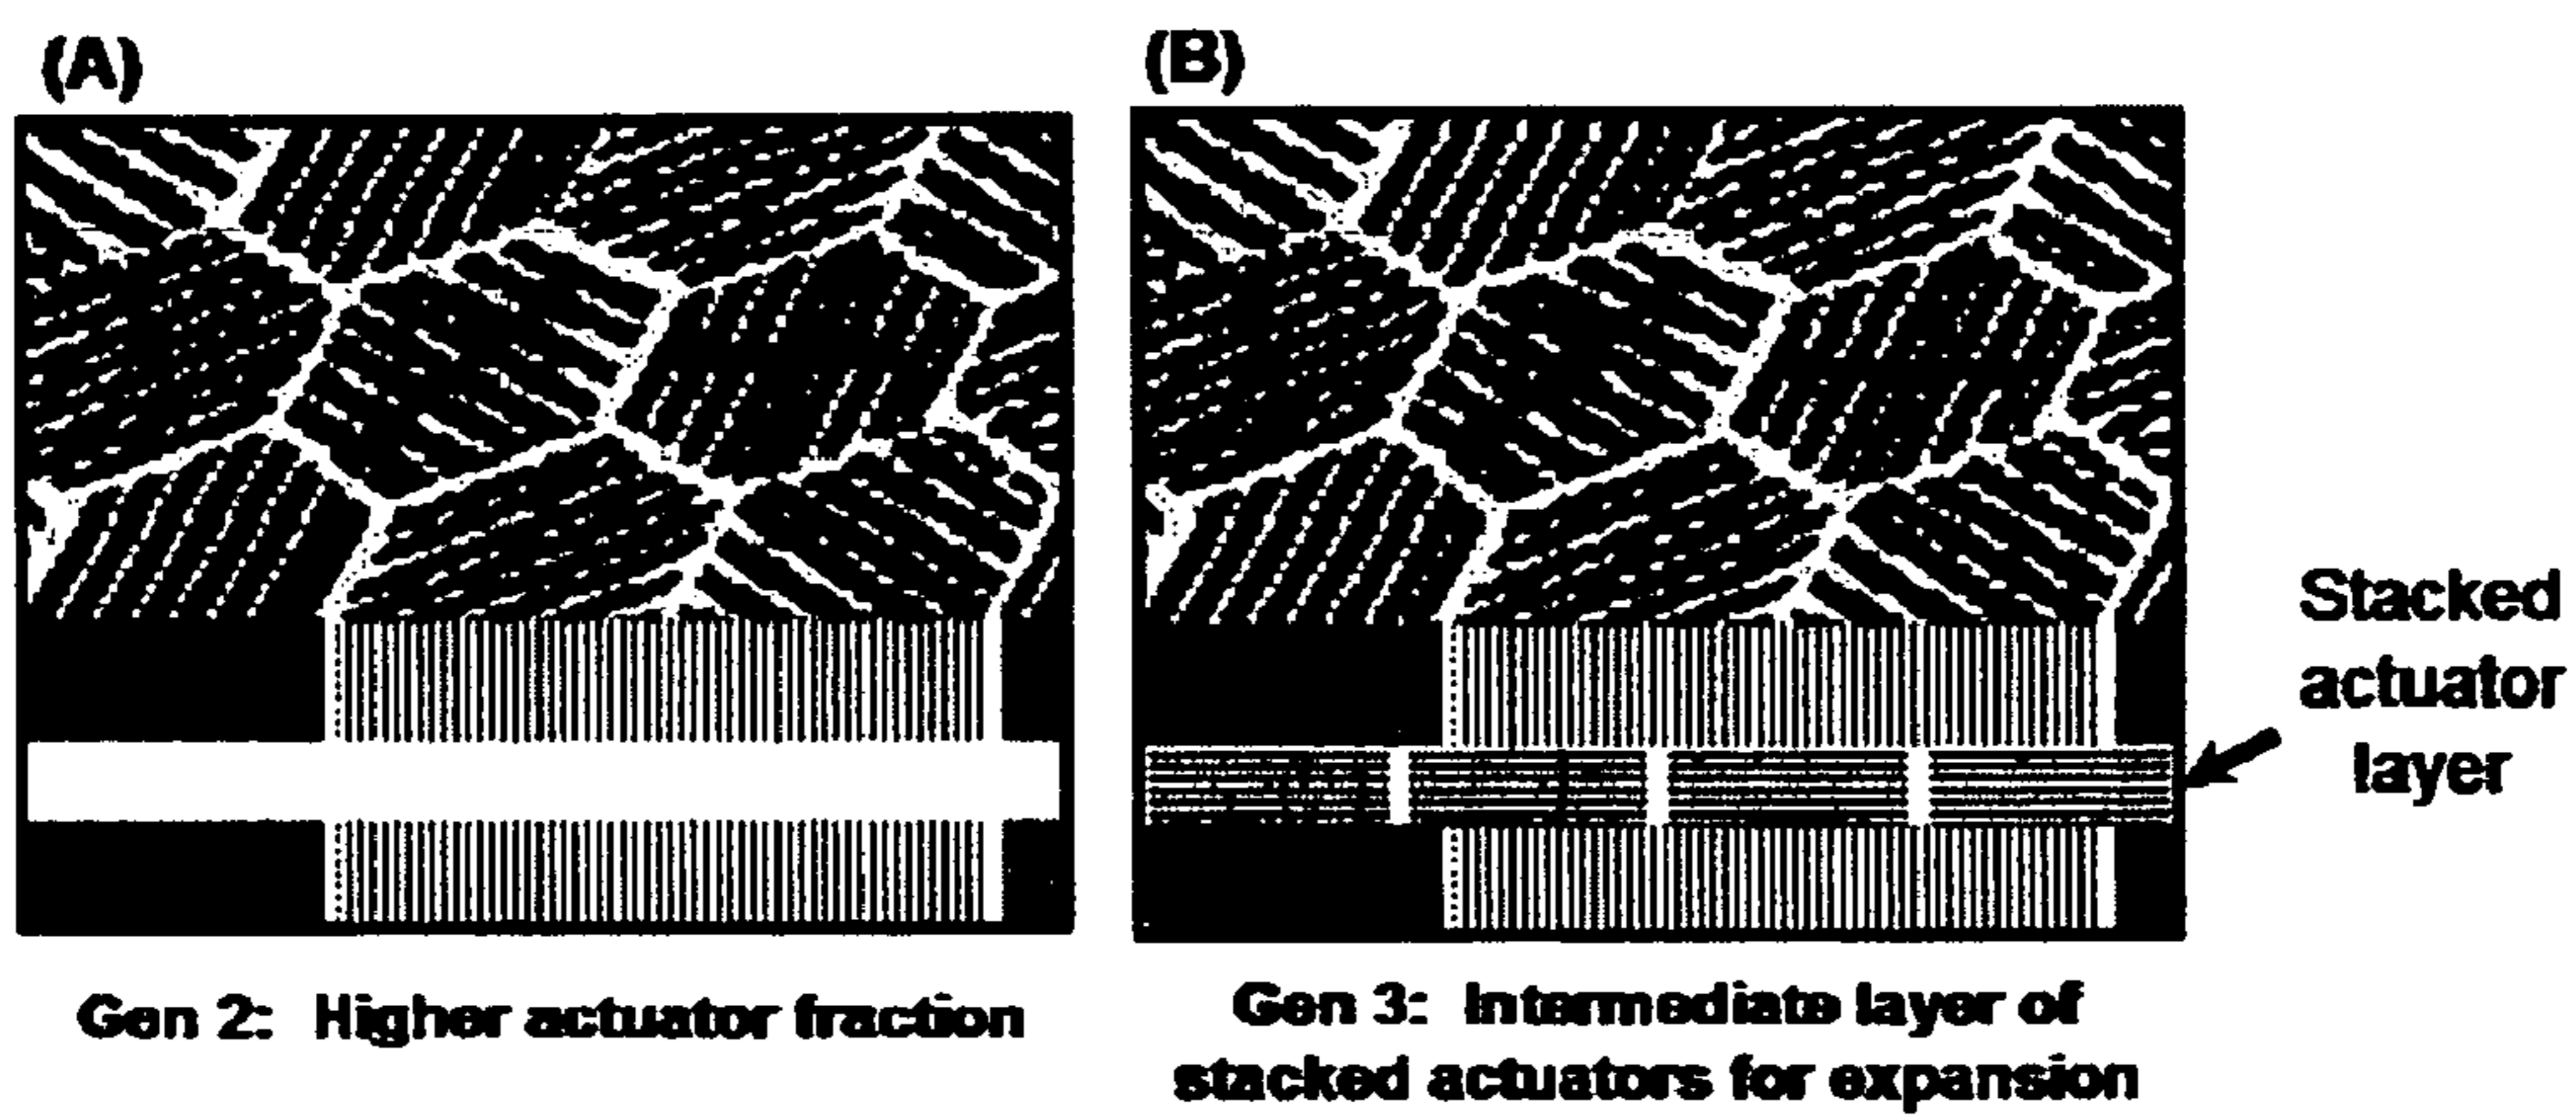 (A)
(B)
Stacked
actuator
layer
Gen 2: Higher actuator fraction
Gen 3: Intermediate layer of
stacked actuators for expansion